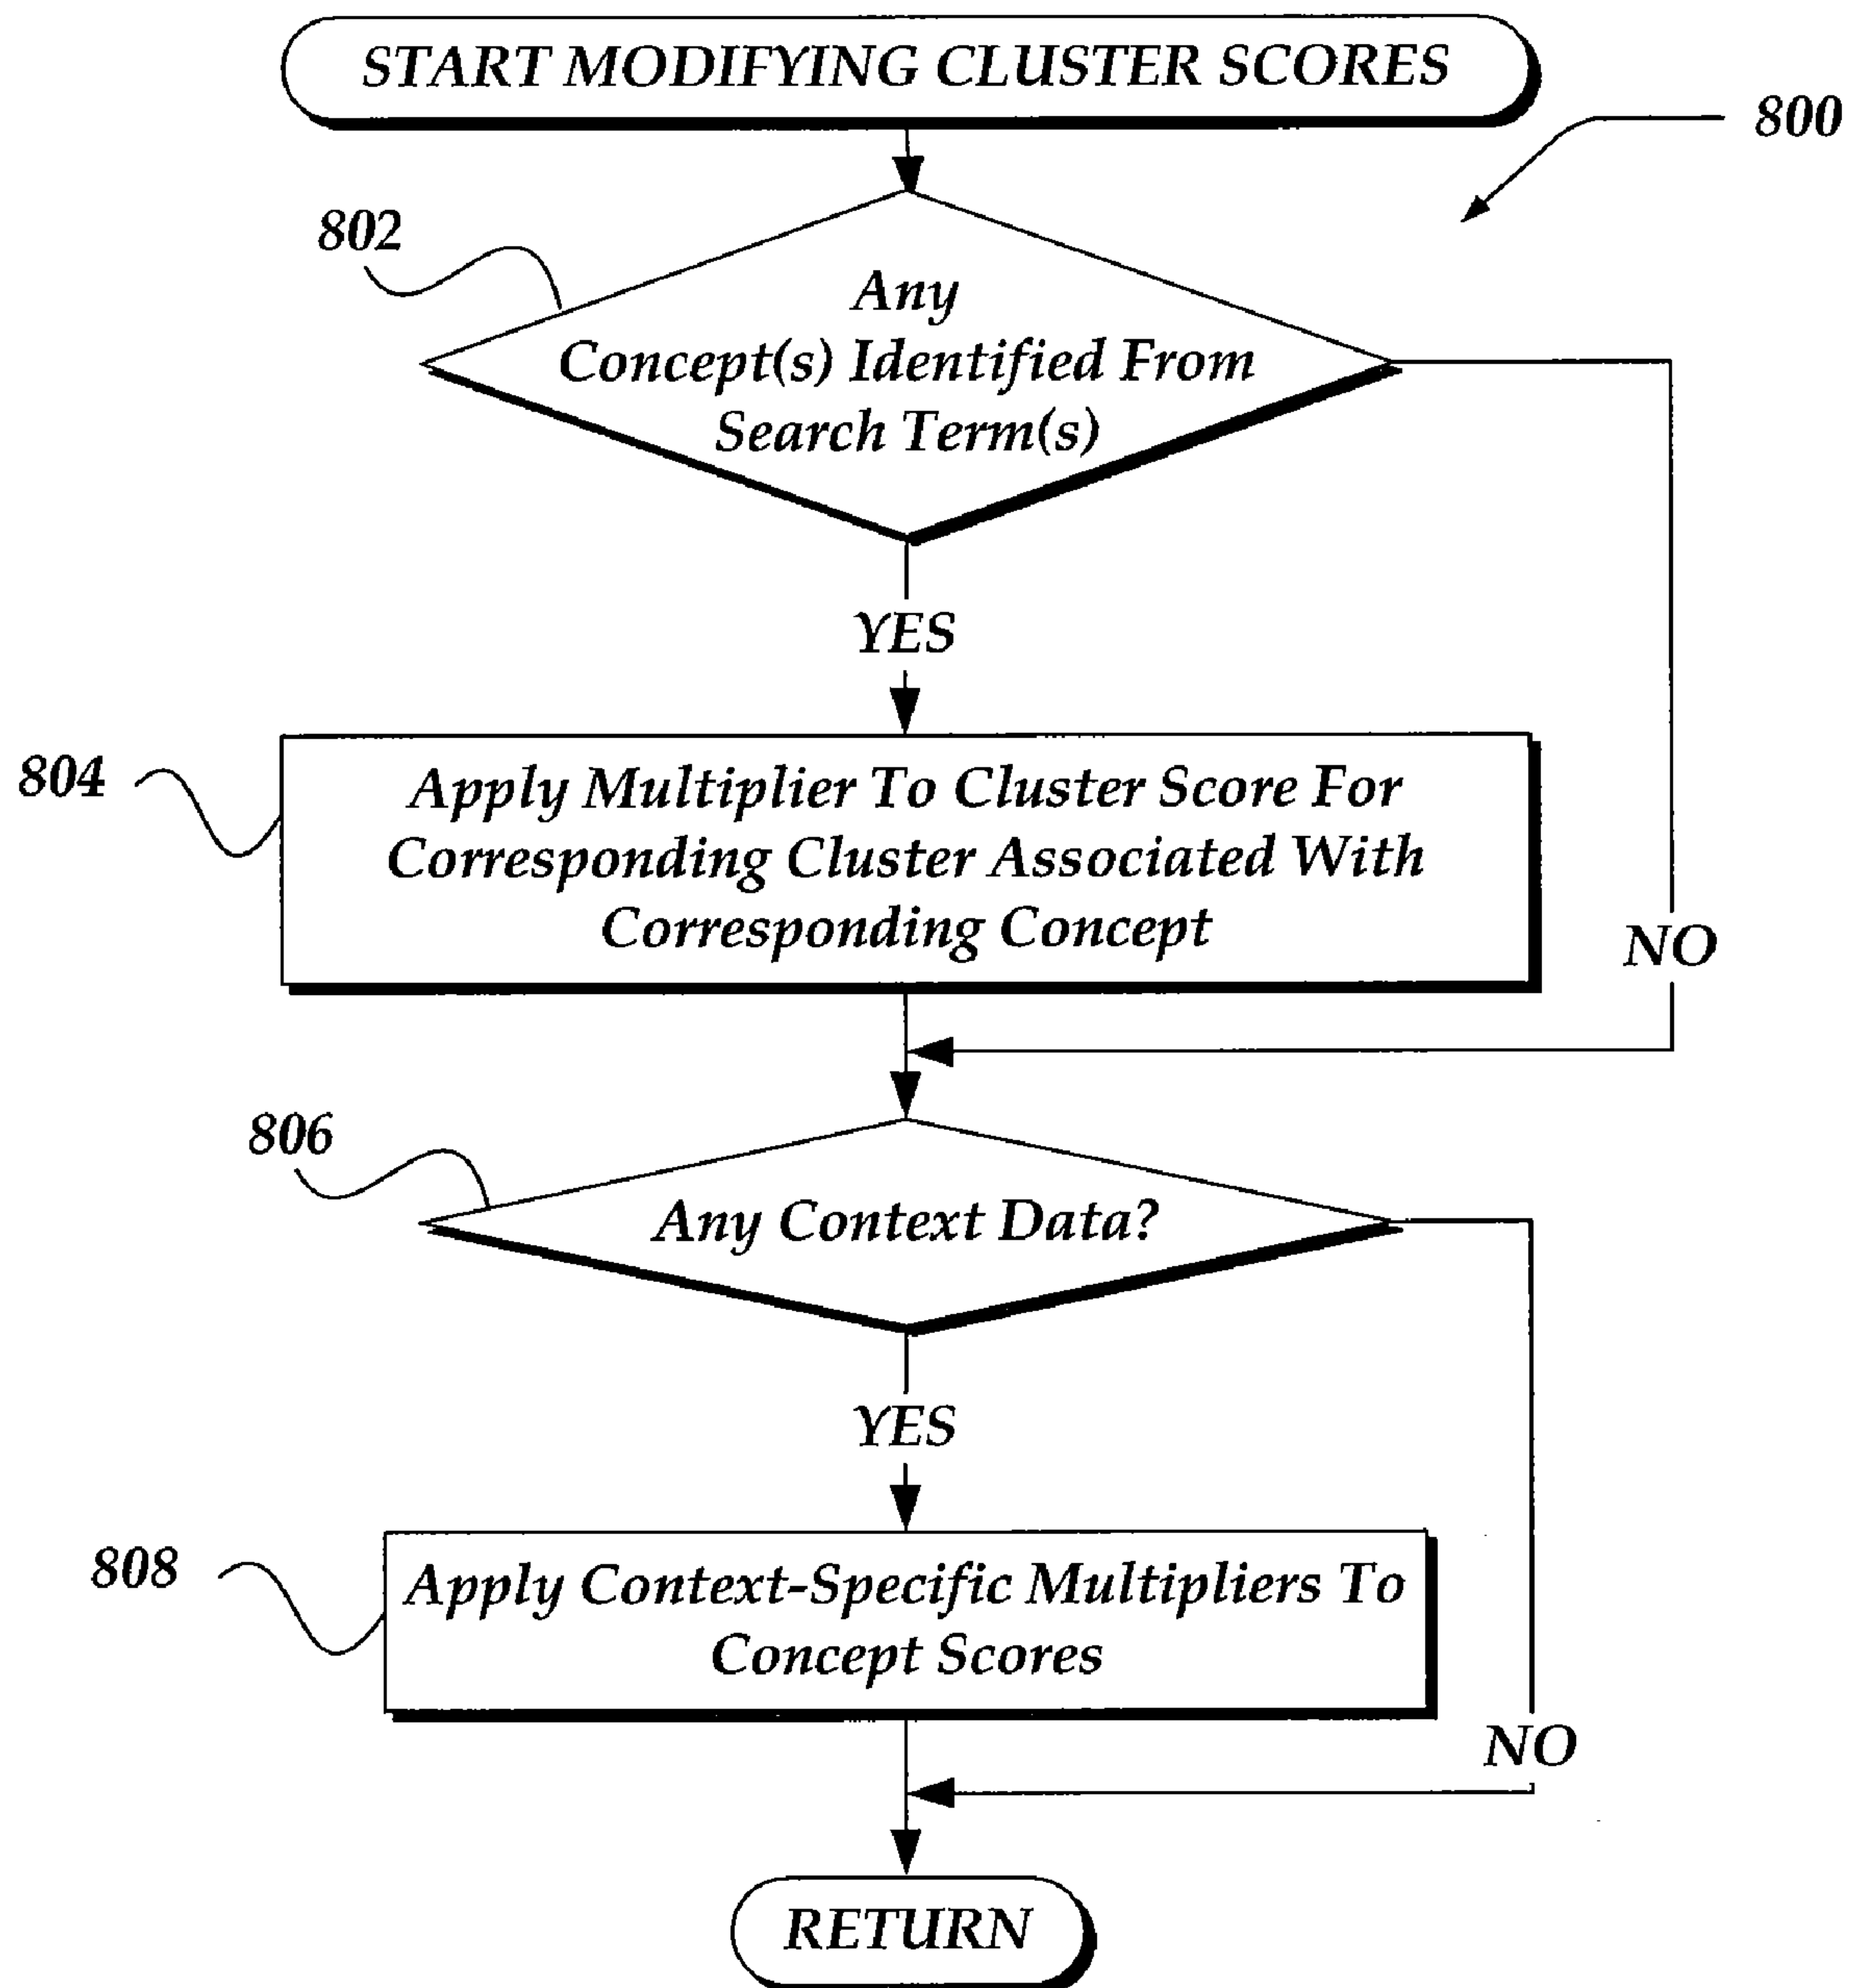 START MODIFYING CLUSTER SCORES
800
802
Any
Concept(s) Identified From
Search Term(s)
YES
804
Apply Multiplier To Cluster Score For
Corresponding Cluster Associated With
Corresponding Concept
NO
806
Any Context Data?
YES
808
Apply Context-Specific Multipliers To
Concept Scores
NO
RETURN